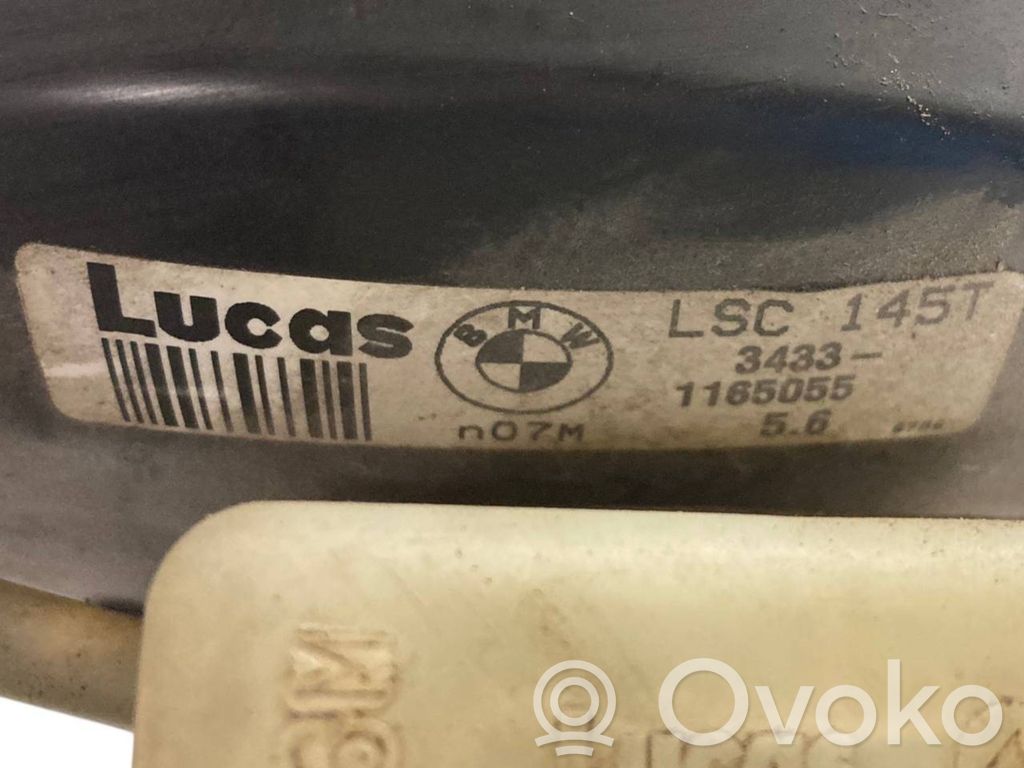 Lucas
BMW
LSC 145T
3433-
1165055
n07M
5.6
Ovoko